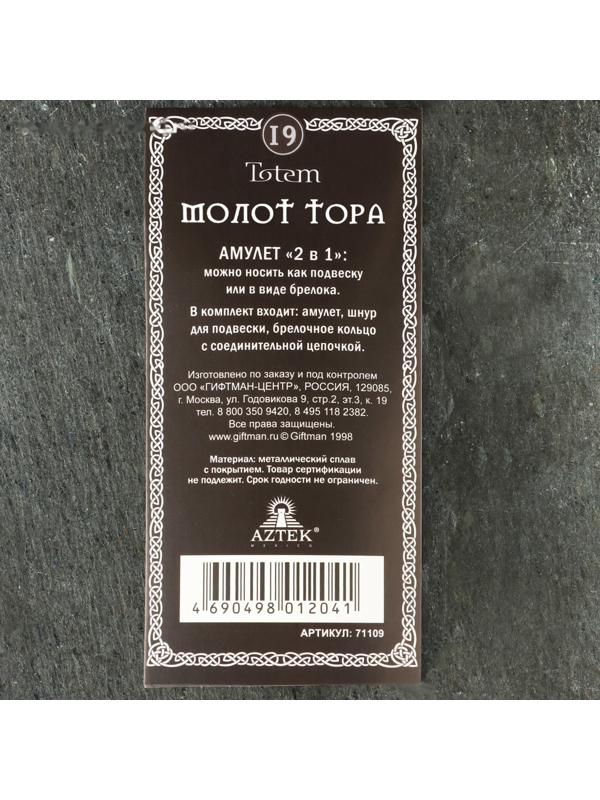 19
Totem
МОЛОТ ТОРА
АМУЛЕТ «2 в 1»:
можно носить как подвеску
или в виде брелока.
В комплект входит: амулет, шнур
для подвески, брелочное кольцо
с соединительной цепочкой.
Изготовлено по заказу и под контролем
ООО «ГИФТМАН-ЦЕНТР», РОССИЯ, 129085,
г. Москва, ул. Годовикова 9, стр.2, эт.3, к. 19
тел. 8 800 350 9420, 8 495 118 2382.
Все права защищены.
www.giftman.ru © Giftman 1998
Материал: металлический сплав
с покрытием. Товар сертификации
не подлежит. Срок годности не ограничен.
AZTEK®
MEXICO
4 690498 012041
АРТИКУЛ: 71109